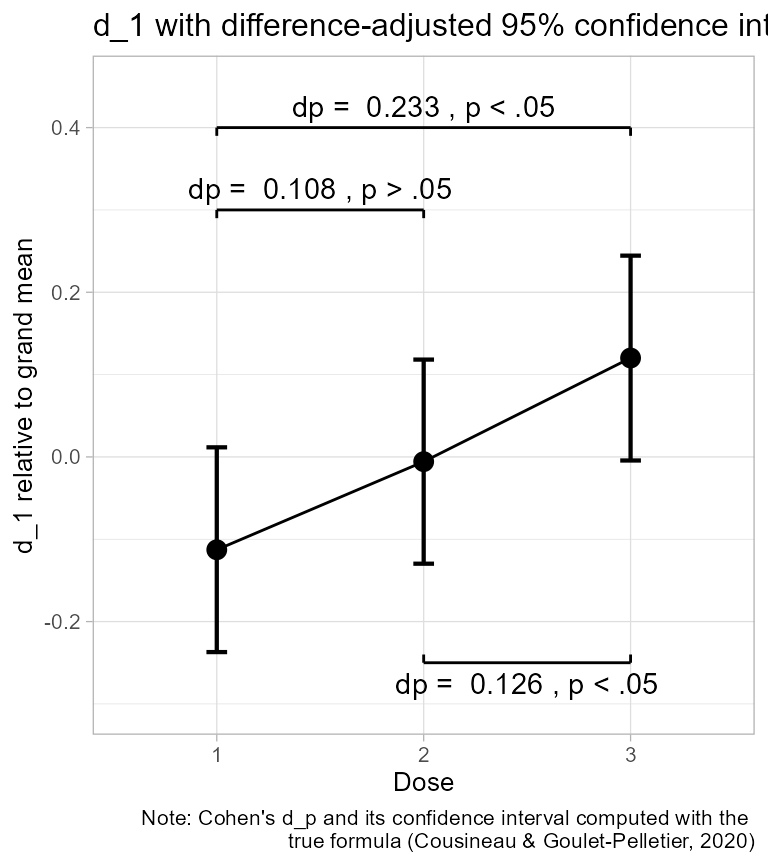 d_1 with difference-adjusted 95% confidence int
dp =  0.233 , p < .05
0.4
dp =  0.108 , p > .05
0.2
d_1 relative to grand mean
0.0
-0.2
dp =  0.126 , p < .05
1 2 3
Dose
Note: Cohen's d_p and its confidence interval computed with the
true formula (Cousineau & Goulet-Pelletier, 2020)